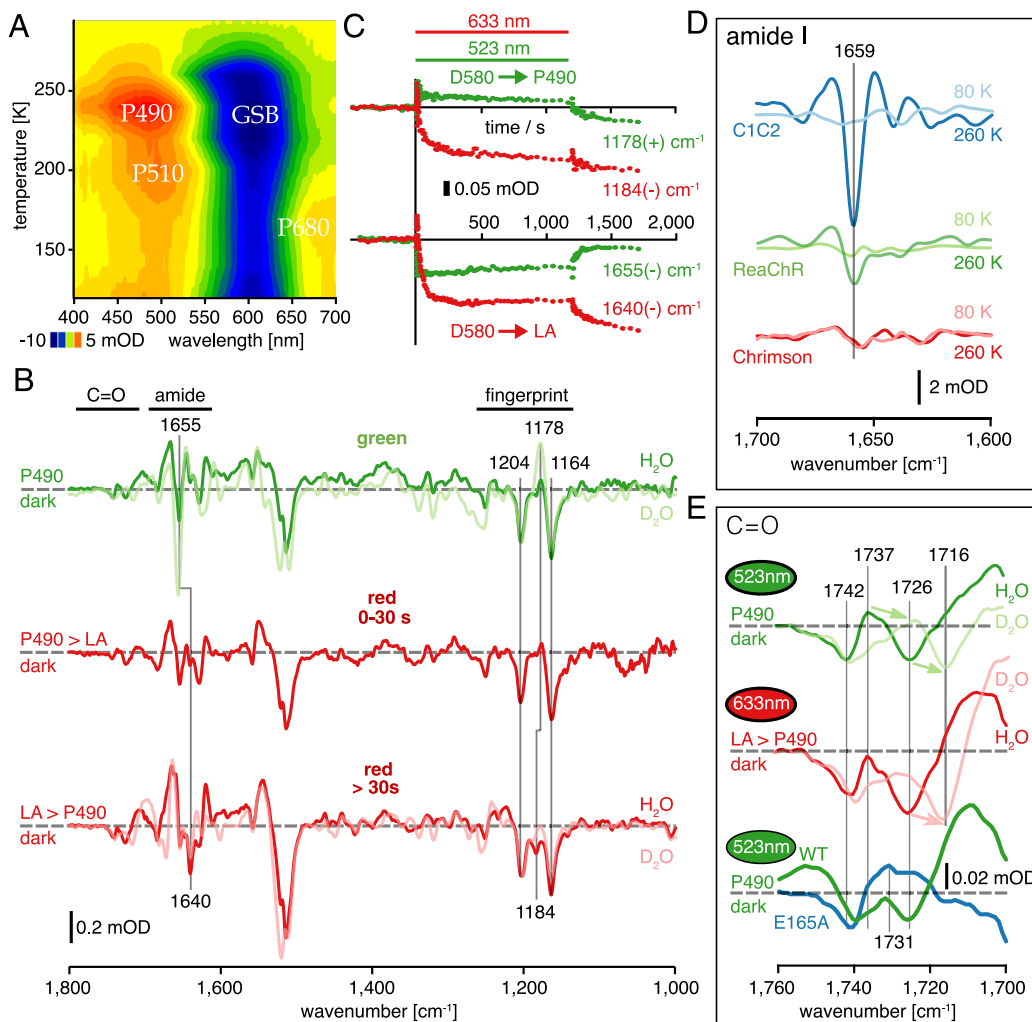 A
temperature [K]
250
200
150
P490
GSB
P510
P680
400 450 500 550 600 650 700
-10 5 mOD wavelength [nm]
C
633 nm
523 nm
D580 → P490
time / s
1178(+) cm⁻¹
0.05 mOD
1184(-) cm⁻¹
500 1,000 2,000
1655(-) cm⁻¹
1640(-) cm⁻¹
D580 → LA
D
amide I
1659
80 K
C1C2
260 K
80 K
ReaChR
260 K
80 K
Chrimson
260 K
2 mOD
1,700 1,650 1,600
wavenumber [cm⁻¹]
B
C=O amide fingerprint
1655
1178
green
1204 1164
H₂O
P490
dark
D₂O
red
0-30 s
P490 > LA
dark
red
> 30s
LA > P490
H₂O
dark
D₂O
1640
1184
0.2 mOD
1,800 1,600 1,400 1,200 1,000
wavenumber [cm⁻¹]
E
C=O
1737 1716
523nm
1742 1726
H₂O
P490
dark
D₂O
633nm
D₂O
LA > P490
H₂O
dark
523nm
WT
P490
0.02 mOD
dark
E165A
1731
1,760 1,740 1,720 1,700
wavenumber [cm⁻¹]